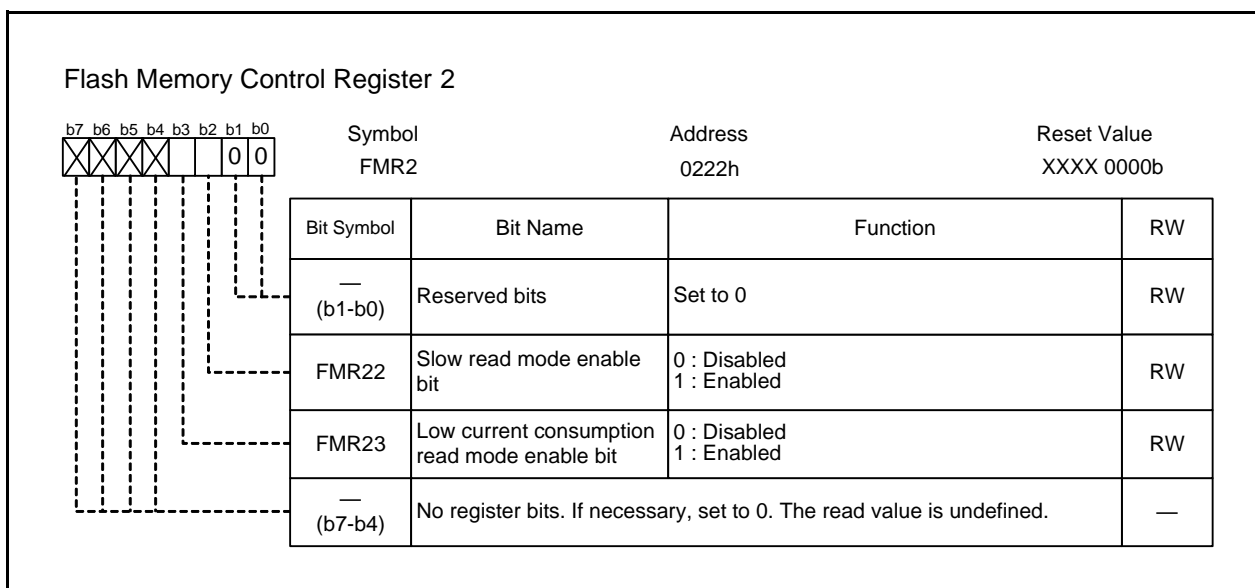 Flash Memory Control Register 2
b7 b6 b5 b4 b3 b2 b1 b0
0 0
Symbol Address Reset Value
FMR2 0222h XXXX 0000b
Bit Symbol Bit Name Function RW
—
(b1-b0) Reserved bits Set to 0 RW
FMR22 Slow read mode enable
bit 0 : Disabled
1 : Enabled RW
FMR23 Low current consumption
read mode enable bit 0 : Disabled
1 : Enabled RW
—
(b7-b4) No register bits. If necessary, set to 0. The read value is undefined. —